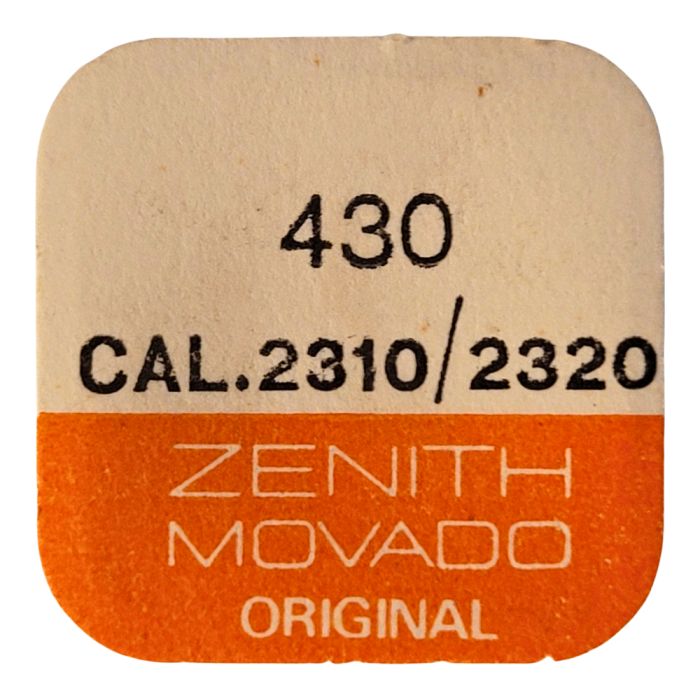 430
CAL.2310/2320
ZENITH
MOVADO
ORIGINAL